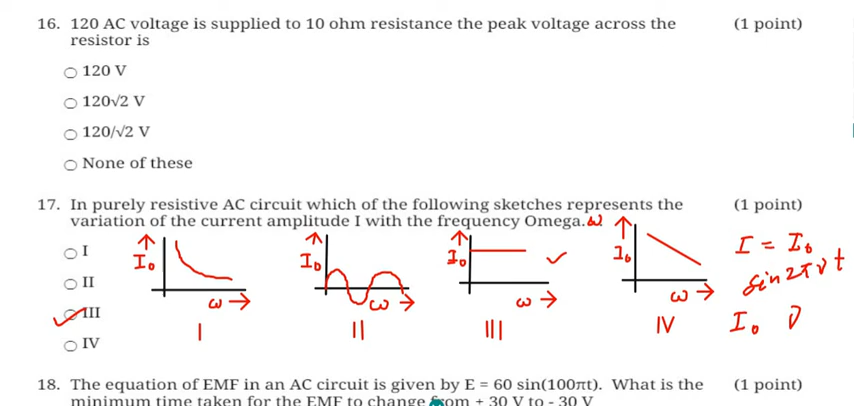 16. 120 AC voltage is supplied to 10 ohm resistance the peak voltage across the (1 point)
resistor is
120 V
120√2 V
120/√2 V
None of these
17. In purely resistive AC circuit which of the following sketches represents the (1 point)
variation of the current amplitude I with the frequency Omega. ω
I
II
III
IV
I₀ ω I
I₀ ω II
I₀ ω III
I₀ ω IV
I = I₀
sin2πνt
I₀ ν
18. The equation of EMF in an AC circuit is given by E = 60 sin(100πt). What is the (1 point)
minimum time taken for the EMF to change from + 30 V to - 30 V